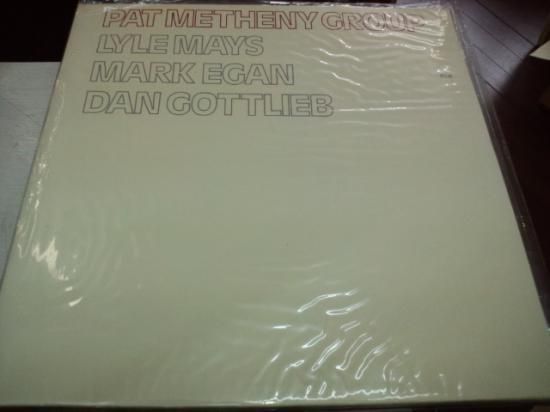 PAT METHENY GROUP
LYLE MAYS
MARK EGAN
DAN GOTTLIEB